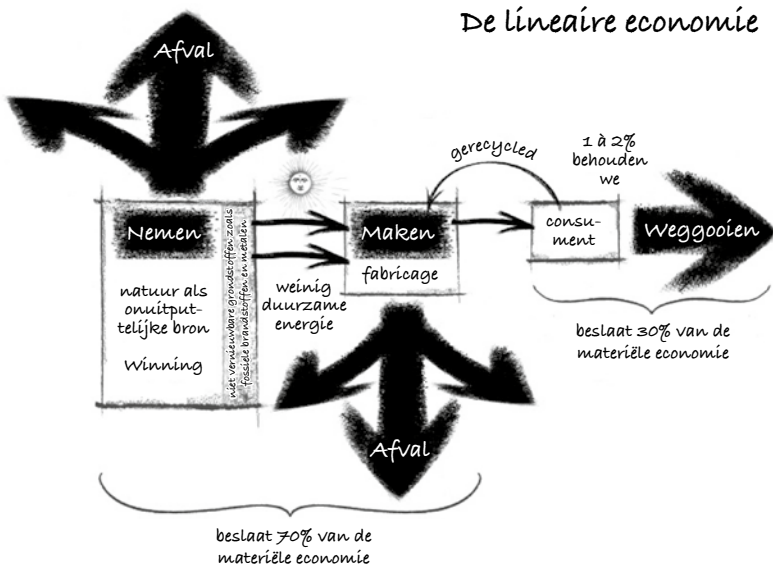 De lineaire economie
Afval
gerecycled
1 à 2%
behouden
we
Nemen
niet vernieuwbare grondstoffen zoals
fossiele brandstoffen en metalen
Maken
consu-
ment
Weggooien
natuur als
onuitput-
telijke bron
Winning
weinig
duurzame
energie
fabricage
beslaat 30% van de
materiële economie
Afval
beslaat 70% van de
materiële economie